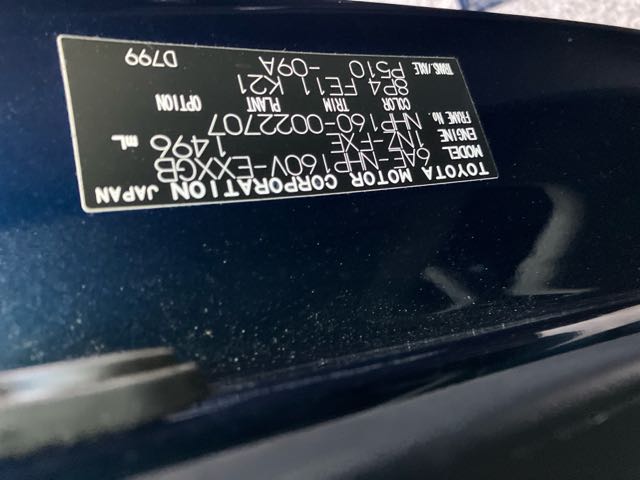 TOYOTA MOTOR CORPORATION JAPAN
MODEL 6AE-NHP160V-EXXGB
ENGINE 1NZ-FXE 1496 mL
FRAME No. NHP160-0022707
COLOR TRIM PLANT OPTION
8P4 FE11 K21
TRANS./AXLE P510 -09A
D799